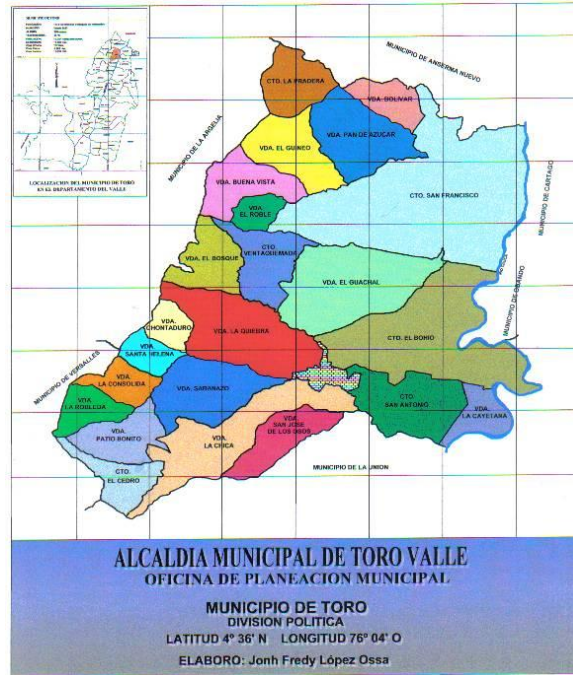 LOCALIZACION DEL MUNICIPIO DE TORO
EN EL DEPARTAMENTO DEL VALLE
MUNICIPIO DE ANSERMA NUEVO
MUNICIPIO DE LA ARGELIA
MUNICIPIO DE CARTAGO
MUNICIPIO DE OBANDO
MUNICIPIO DE VERSALLES
MUNICIPIO DE LA UNION
CTO. LA PRADERA
VDA. BOLIVAR
VDA. PAN DE AZUCAR
VDA. EL GUINEO
VDA. BUENA VISTA
CTO. SAN FRANCISCO
VDA.
EL ROBLE
CTO.
VENTAQUEMADA
VDA. EL BOSQUE
VDA. EL GUACHAL
VDA.
CHONTADURO
VDA. LA QUIEBRA
CTO. EL BOHIO
VDA.
SANTA HELENA
VDA.
LA CONSOLIDA
VDA. SABANAZO
CTO.
SAN ANTONIO
VDA.
LA CAYETANA
VDA.
LA ROBLEDA
VDA.
SAN JOSE
DE LOS OSOS
VDA.
PATIO BONITO
VDA.
LA CHICA
CTO.
EL CEDRO
ALCALDIA MUNICIPAL DE TORO VALLE
OFICINA DE PLANEACION MUNICIPAL
MUNICIPIO DE TORO
DIVISION POLITICA
LATITUD 4º 36' N LONGITUD 76º 04' O
ELABORO: Jonh Fredy López Ossa